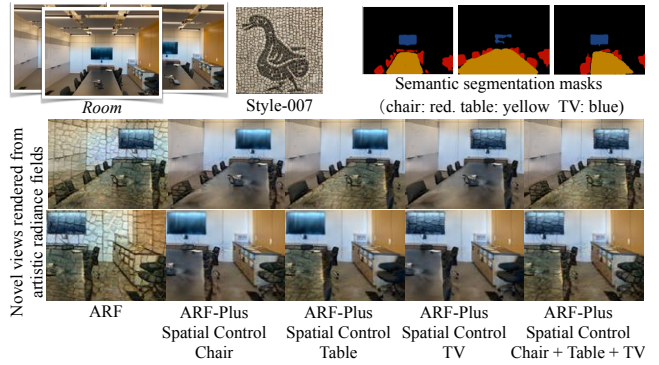 Room
Style-007
Semantic segmentation masks
(chair: red. table: yellow TV: blue)
Novel views rendered from
artistic radiance fields
ARF
ARF-Plus
Spatial Control
Chair
ARF-Plus
Spatial Control
Table
ARF-Plus
Spatial Control
TV
ARF-Plus
Spatial Control
Chair + Table + TV